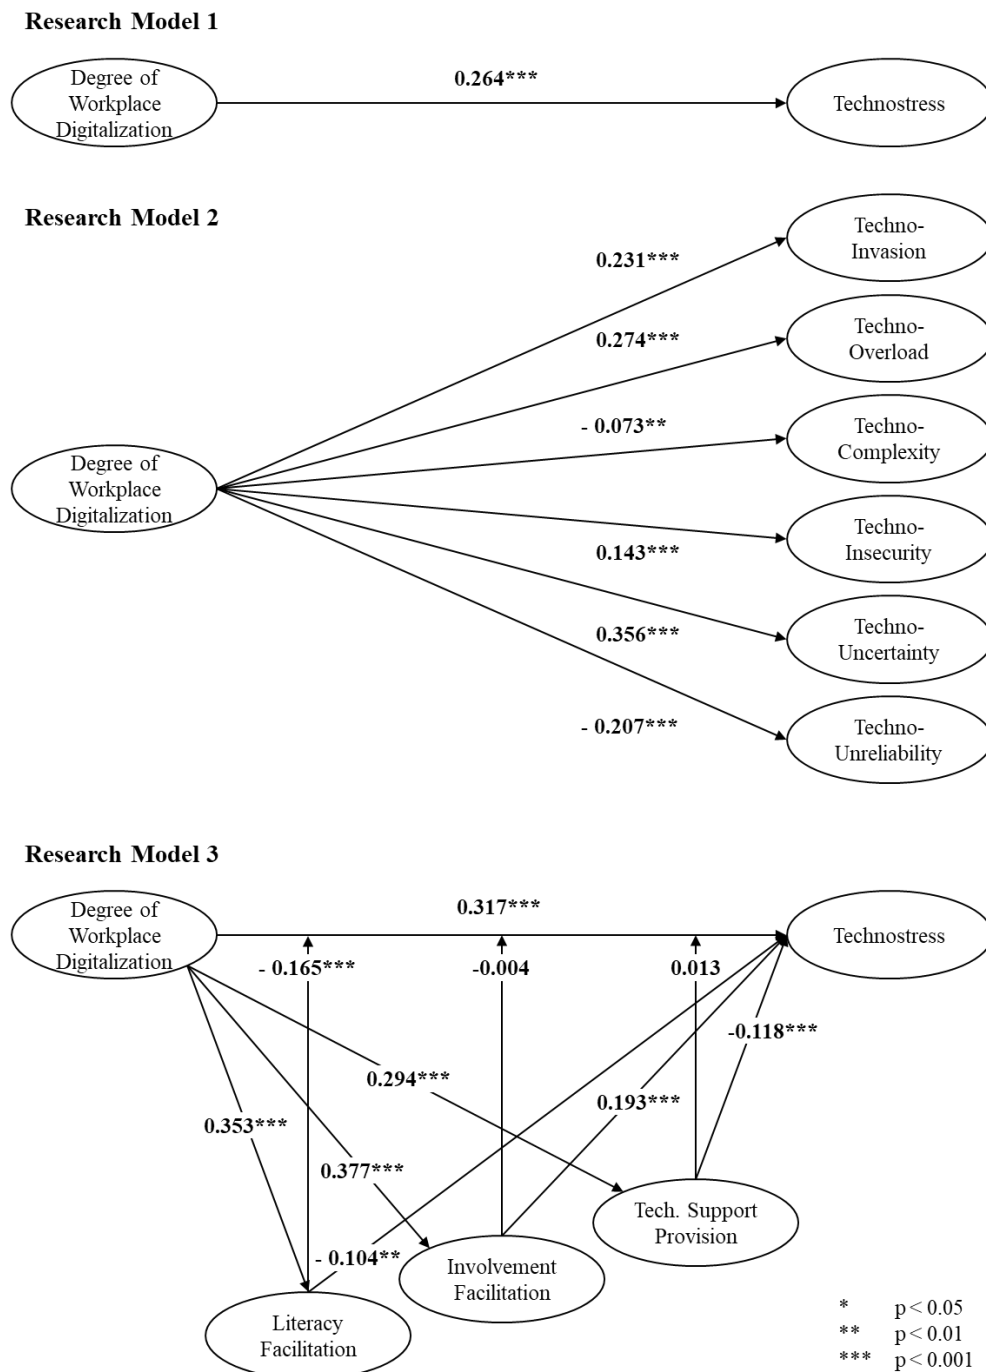 Research Model 1
Degree of
Workplace
Digitalization
0.264***
Technostress
Research Model 2
Techno-
Invasion
0.231***
Techno-
Overload
0.274***
Techno-
Complexity
- 0.073**
Degree of
Workplace
Digitalization
Techno-
Insecurity
0.143***
Techno-
Uncertainty
0.356***
Techno-
Unreliability
- 0.207***
Research Model 3
Degree of
Workplace
Digitalization
0.317***
Technostress
- 0.165***
-0.004
0.013
-0.118***
0.294***
0.193***
0.353***
0.377***
Tech. Support
Provision
- 0.104**
Involvement
Facilitation
Literacy
Facilitation
* p < 0.05
** p < 0.01
*** p < 0.001